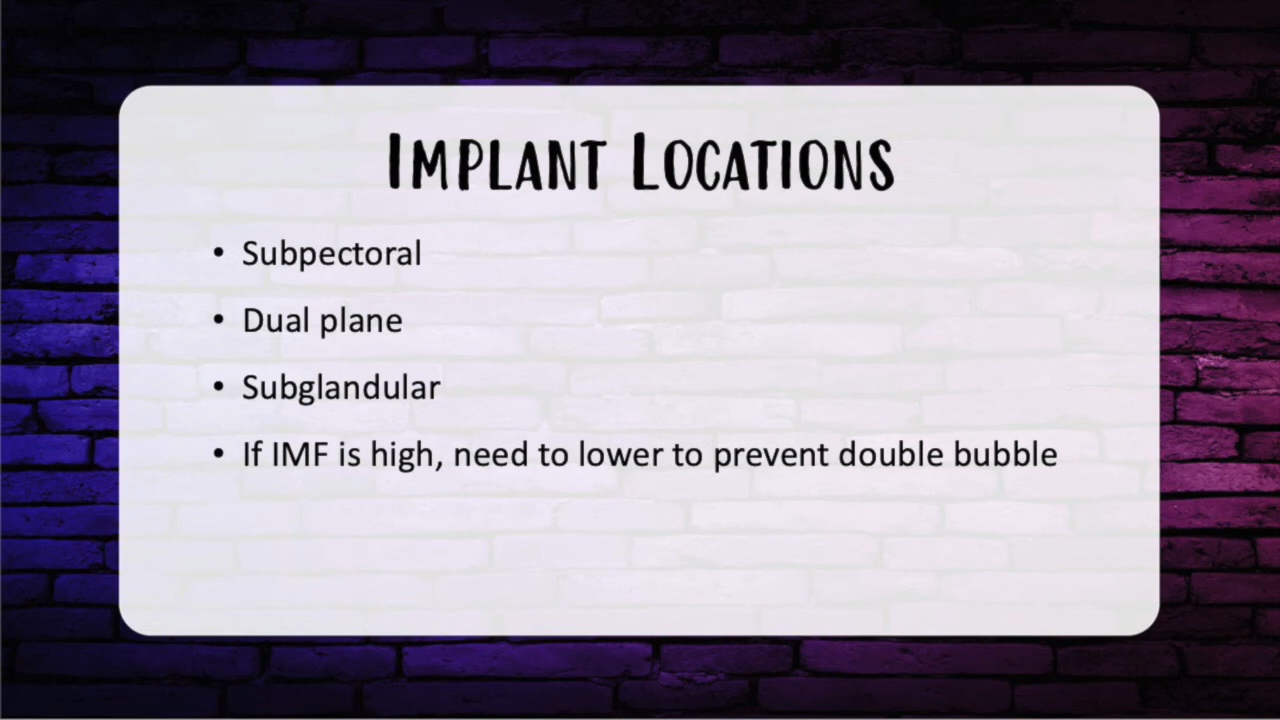 Implant Locations
• Subpectoral
• Dual plane
• Subglandular
• If IMF is high, need to lower to prevent double bubble